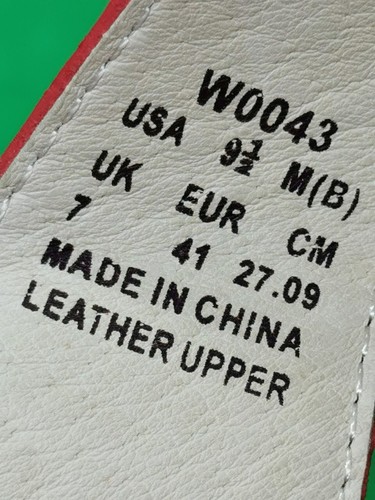 W0043
USA 9½ M(B)
UK EUR CM
7 41 27.09
MADE IN CHINA
LEATHER UPPER